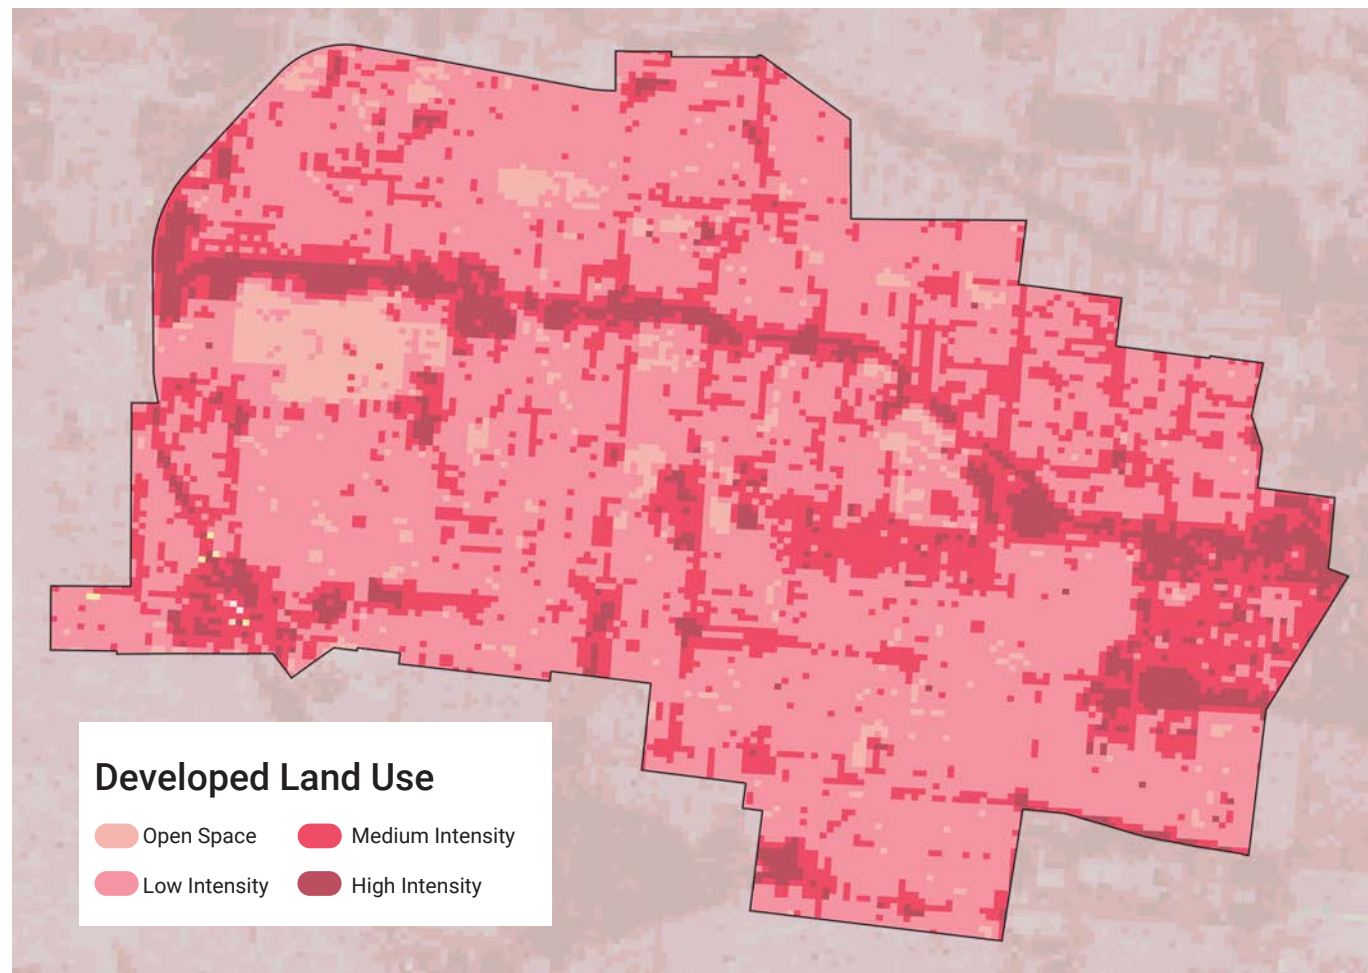 Developed Land Use
Open Space
Medium Intensity
Low Intensity
High Intensity